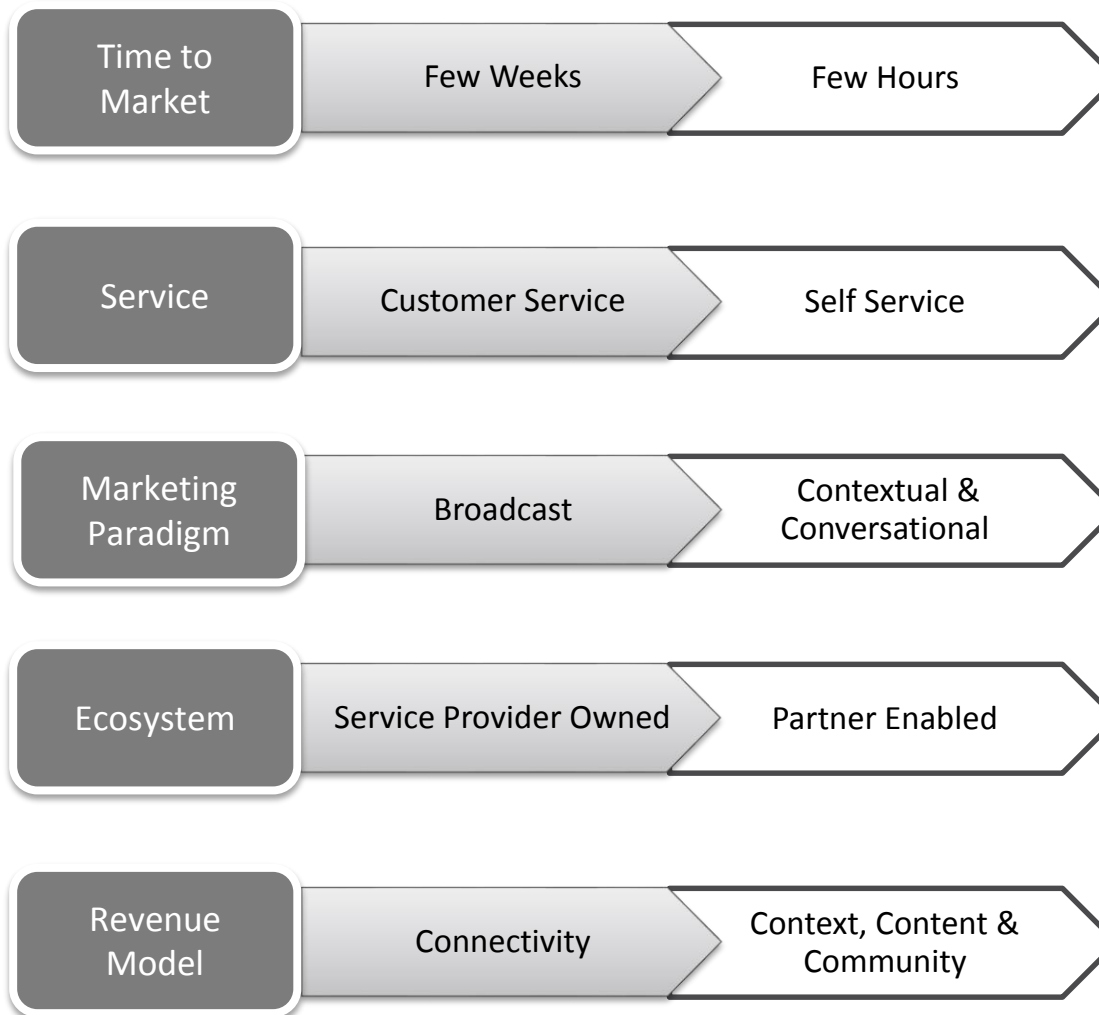 Time to
Market
Few Weeks
Few Hours
Service
Customer Service
Self Service
Marketing
Paradigm
Broadcast
Contextual &
Conversational
Ecosystem
Service Provider Owned
Partner Enabled
Revenue
Model
Connectivity
Context, Content &
Community